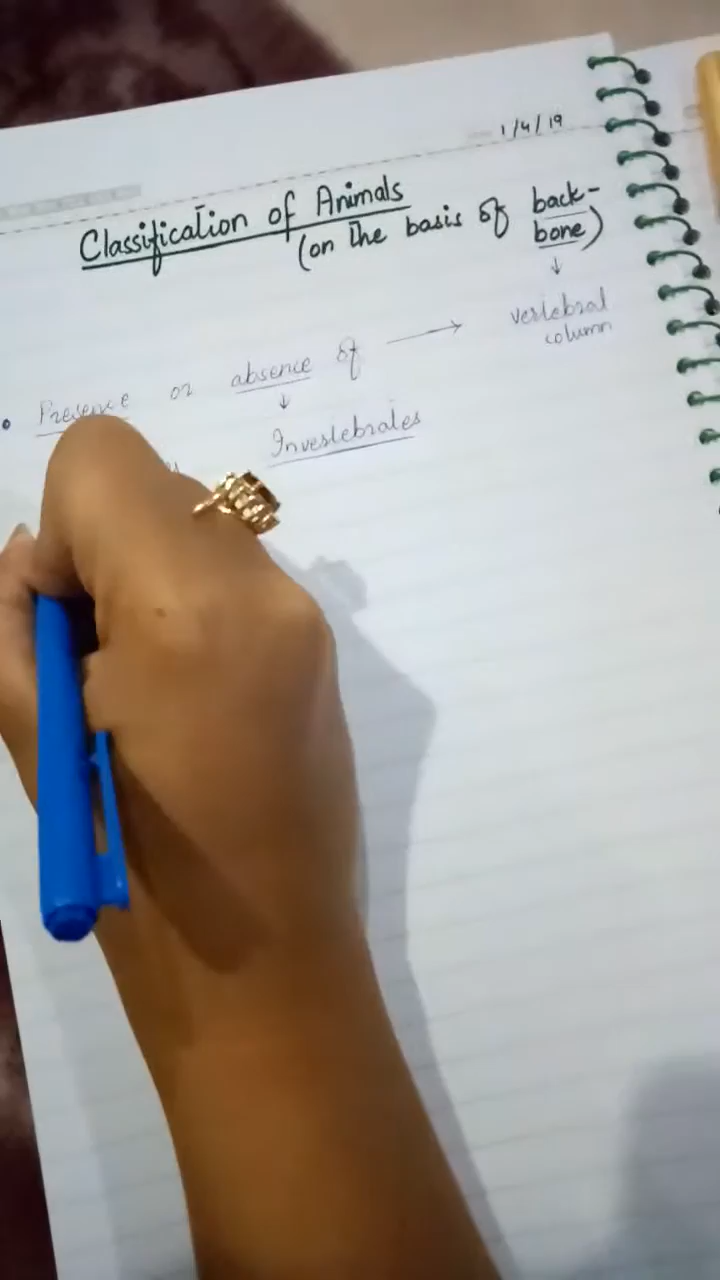 1/4/19
Classification of Animals
(on the basis of back-
bone)
↓
vertebral
column
• Presence or absence of →
↓
Invertebrates